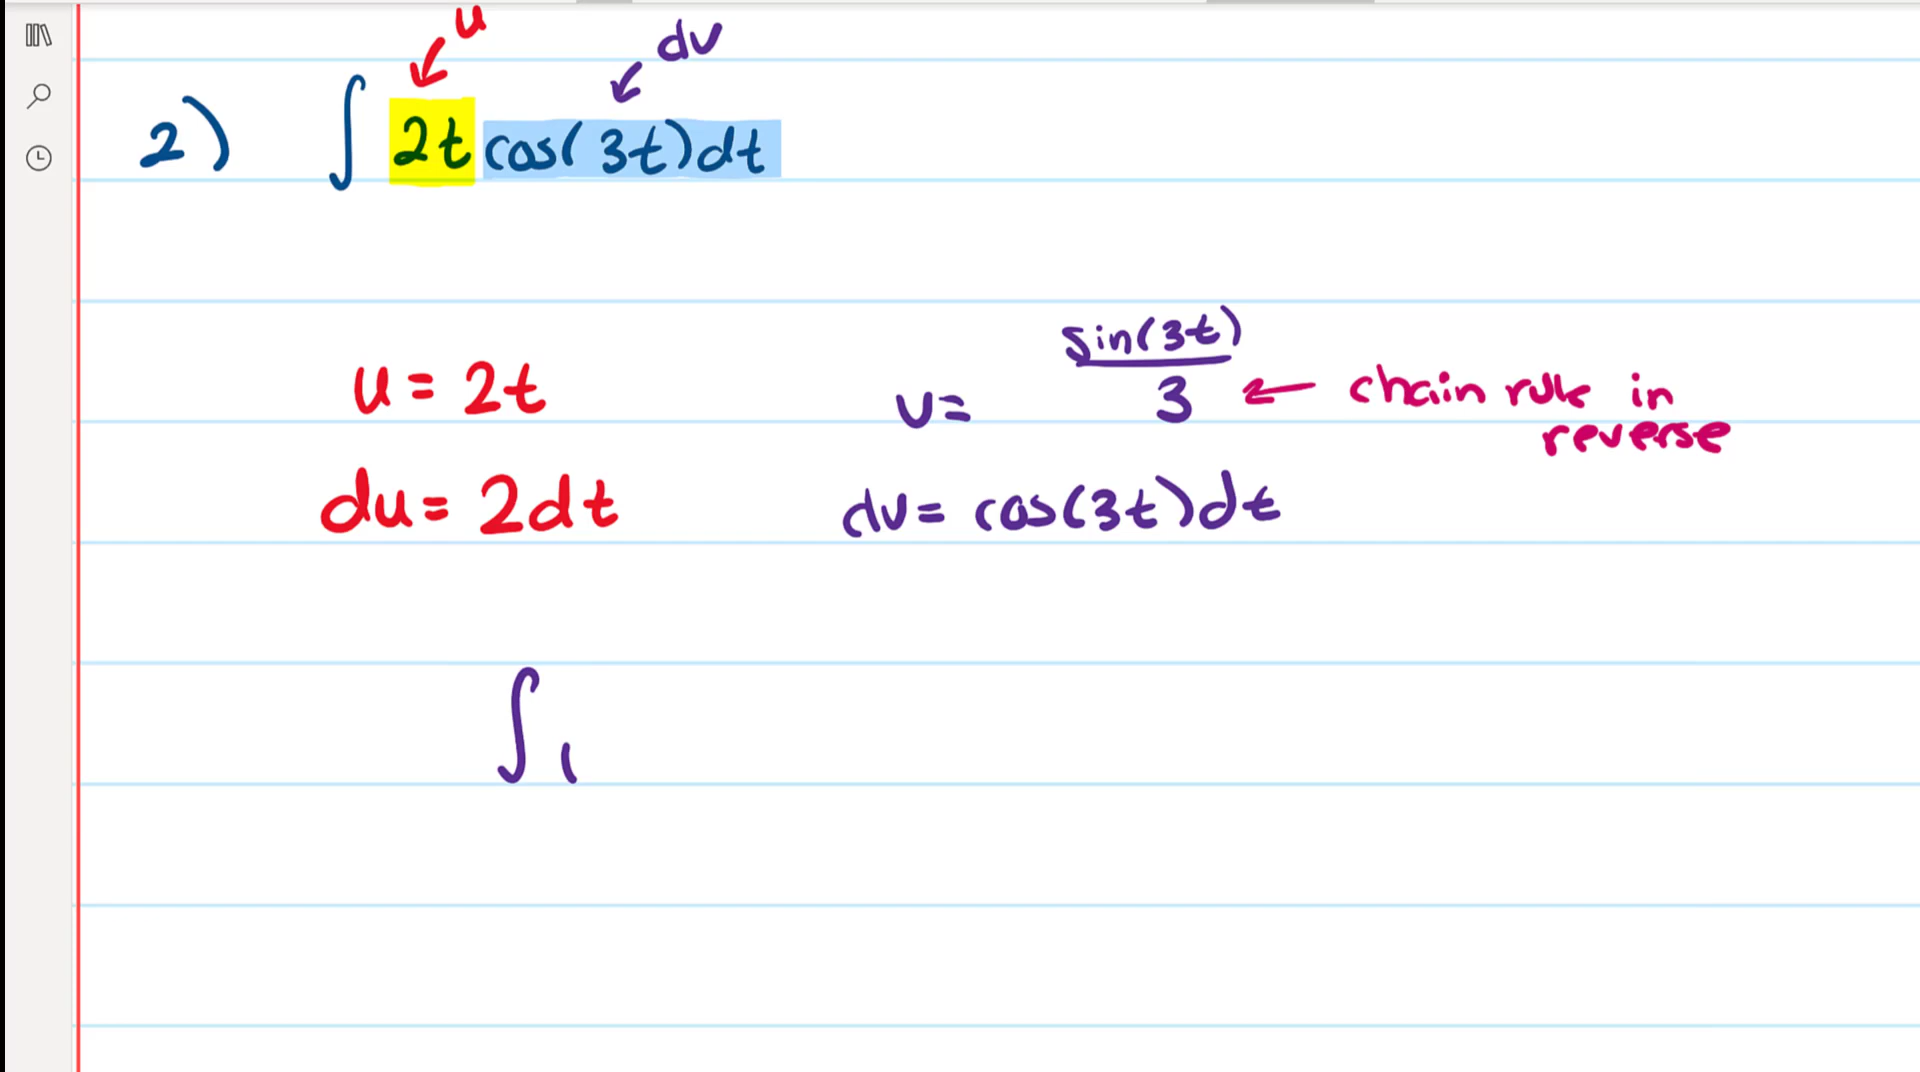 u
dv
2) ∫ 2t cos(3t)dt
u = 2t
v = sin(3t)/3 ← chain rule in
reverse
du = 2dt
dv = cos(3t)dt
∫